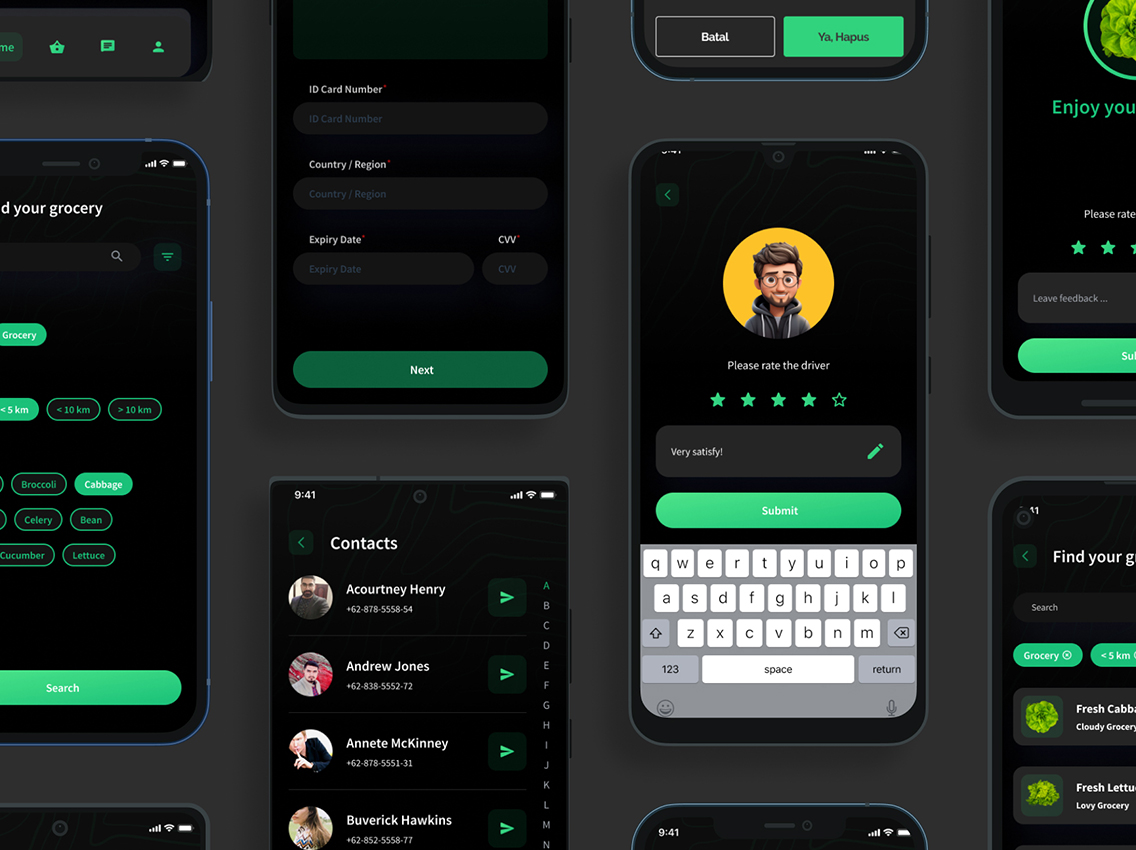 me
d your grocery
Grocery
< 5 km
< 10 km
> 10 km
Broccoli
Cabbage
Celery
Bean
Cucumber
Lettuce
Search
ID Card Number*
ID Card Number
Country / Region*
Country / Region
Expiry Date*
CVV*
Expiry Date
CVV
Next
9:41
Contacts
Acourtney Henry
+62-878-5558-54
Andrew Jones
+62-838-5552-72
Annete McKinney
+62-878-5551-31
Buverick Hawkins
+62-852-5558-77
A
B
C
D
E
F
G
H
I
J
K
L
M
N
Batal
Ya, Hapus
9:41
Please rate the driver
Very satisfy!
Submit
q w e r t y u i o p
a s d f g h j k l
z x c v b n m
123
space
return
9:41
Enjoy you
Please rate
Leave feedback ...
Su
41
Find your g
Search
Grocery
< 5 km
Fresh Cabba
Cloudy Grocery
Fresh Lettu
Lovy Grocery